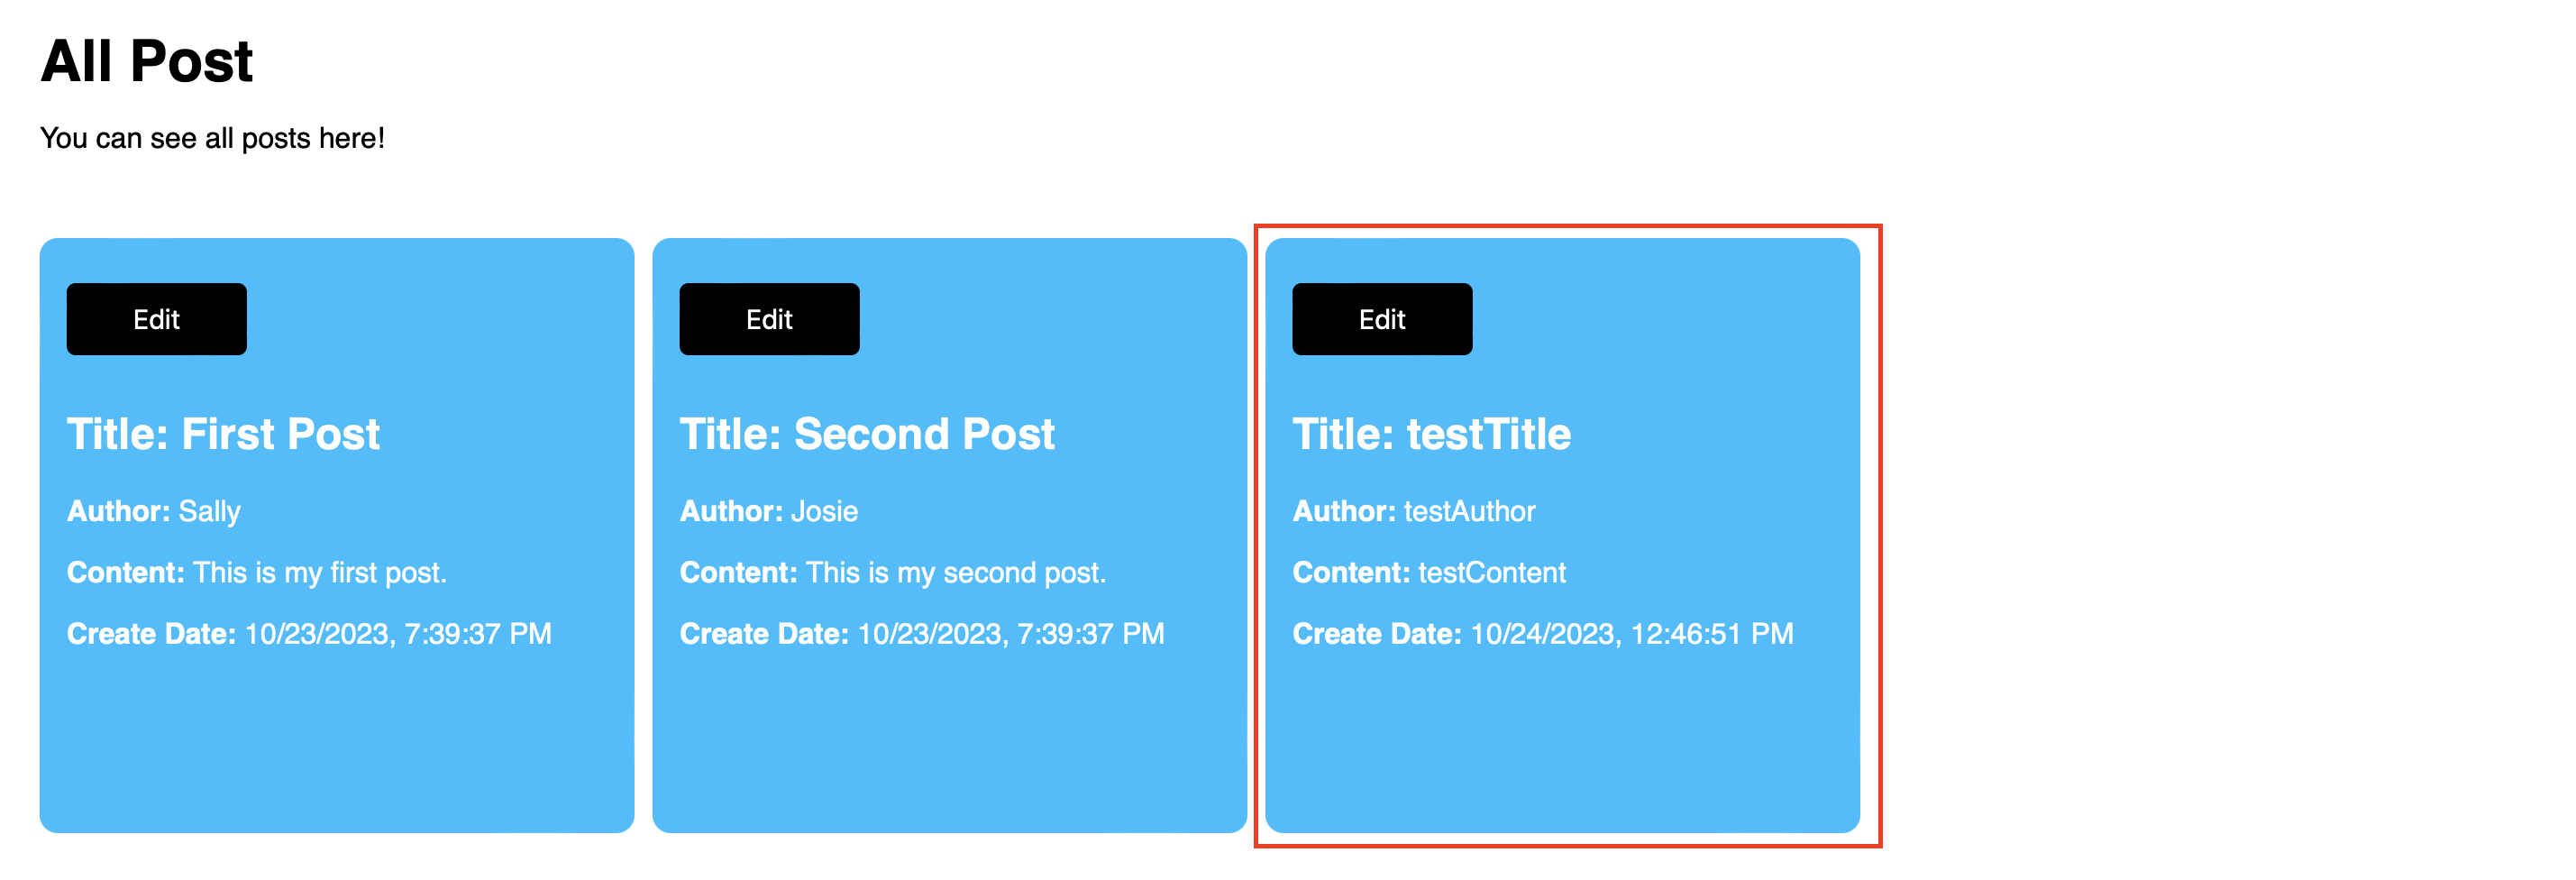 All Post
You can see all posts here!
Edit
Title: First Post
Author: Sally
Content: This is my first post.
Create Date: 10/23/2023, 7:39:37 PM
Edit
Title: Second Post
Author: Josie
Content: This is my second post.
Create Date: 10/23/2023, 7:39:37 PM
Edit
Title: testTitle
Author: testAuthor
Content: testContent
Create Date: 10/24/2023, 12:46:51 PM